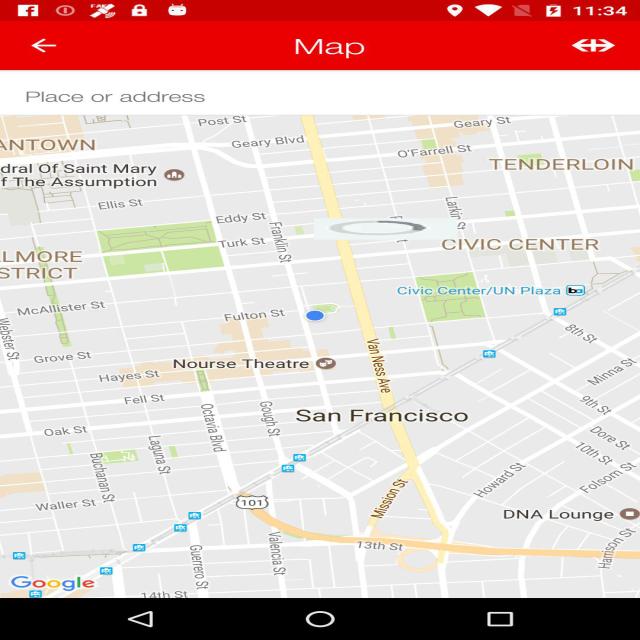 11:34
Map
Place or address
Post St
Geary St
ANTOWN
Geary Blvd
O'Farrell St
TENDERLOIN
dral Of Saint Mary
f The Assumption
Ellis St
Larkin St
Eddy St
Turk St
Franklin St
CIVIC CENTER
LMORE
STRICT
Civic Center/UN Plaza
McAllister St
Fulton St
Webster St
8th St
Grove St
Nourse Theatre
Van Ness Ave
Hayes St
Minna St
Fell St
9th St
San Francisco
Octavia Blvd
Gough St
Oak St
Laguna St
Dore St
10th St
Buchanan St
Folsom St
Howard St
Mission St
Waller St
101
DNA Lounge
Harrison St
13th St
Guerrero St
Valencia St
Google
14th St